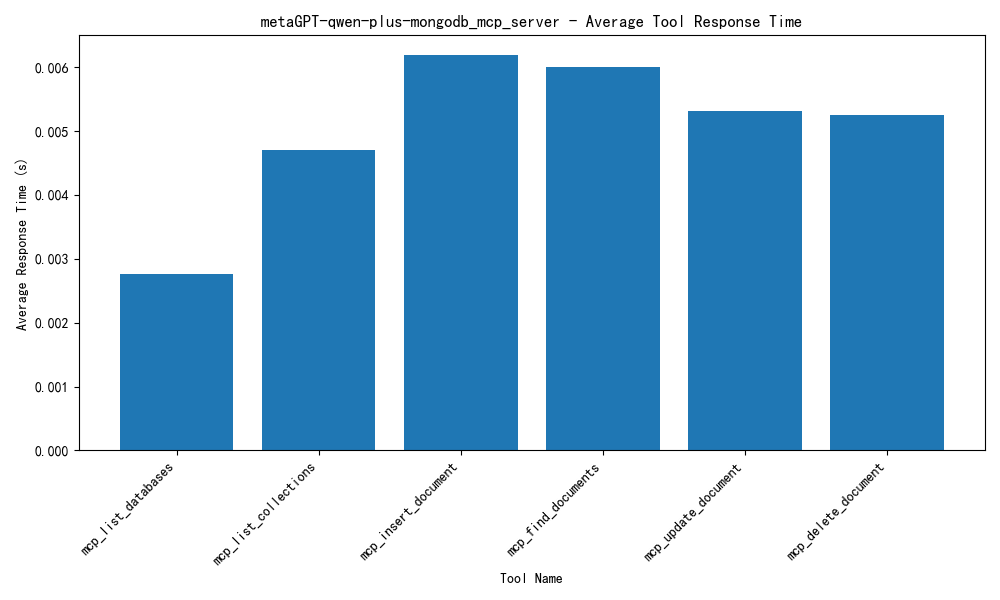 metaGPT-qwen-plus-mongodb_mcp_server - Average Tool Response Time
Average Response Time (s)
0.006
0.005
0.004
0.003
0.002
0.001
0.000
mcp_list_databases
mcp_list_collections
mcp_insert_document
mcp_find_documents
mcp_update_document
mcp_delete_document
Tool Name